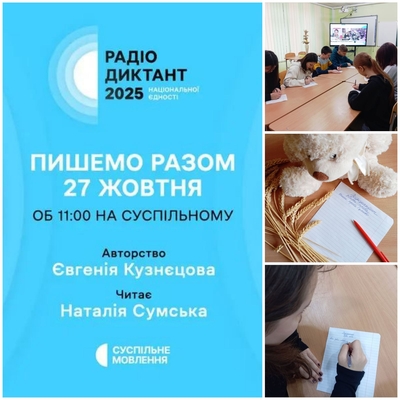 РАДІО
ДИКТАНТ
2025 НАЦІОНАЛЬНОЇ
ЄДНОСТІ
ПИШЕМО РАЗОМ
27 ЖОВТНЯ
ОБ 11:00 НА СУСПІЛЬНОМУ
Авторство
Євгенія Кузнєцова
Читає
Наталія Сумська
СУСПІЛЬНЕ
МОВЛЕННЯ